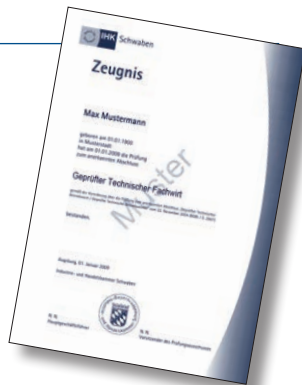 IHK Schwaben
Zeugnis
Max Mustermann
geboren am 01.01.1900
in Musterstadt
hat am 01.01.2009 die Prüfung
zum anerkannten Abschluss
Geprüfter Technischer Fachwirt
bestanden.
Muster
Augsburg, 01. Januar 2009
Industrie- und Handelskammer Schwaben
N. N.
Hauptgeschäftsführer
N. N.
Vorsitzender des Prüfungsausschusses